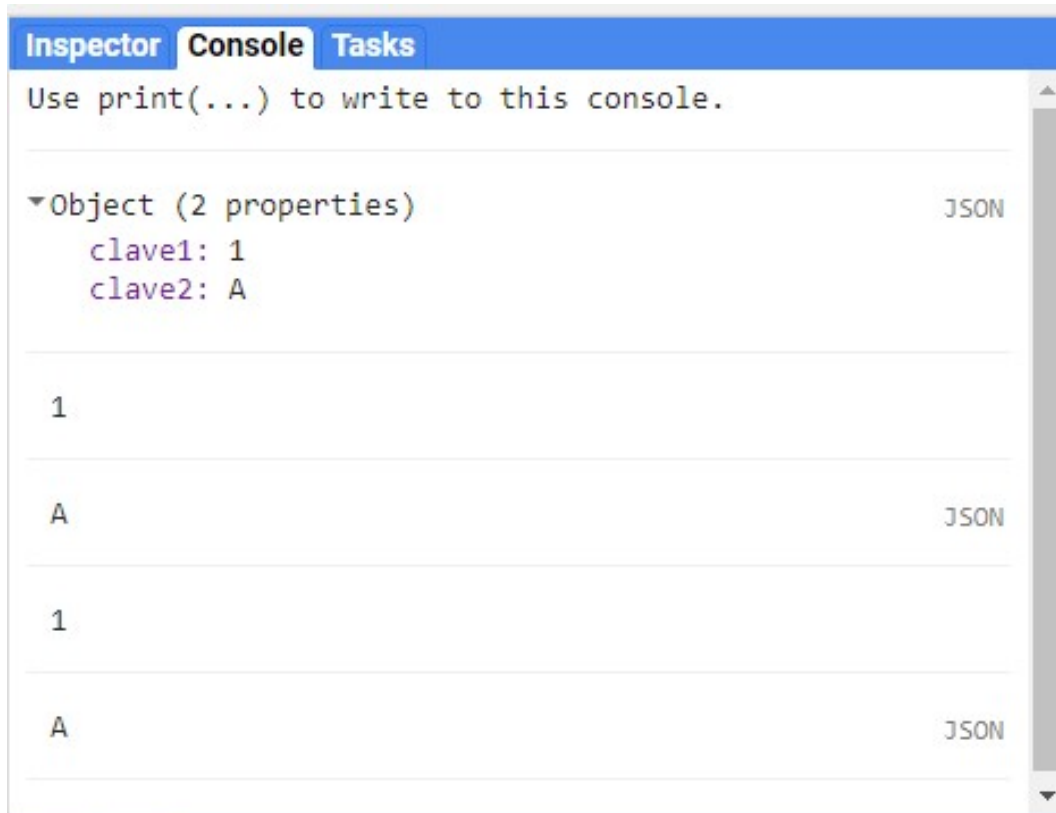 Inspector Console Tasks
Use print(...) to write to this console.
Object (2 properties) JSON
clave1: 1
clave2: A
1
A JSON
1
A JSON